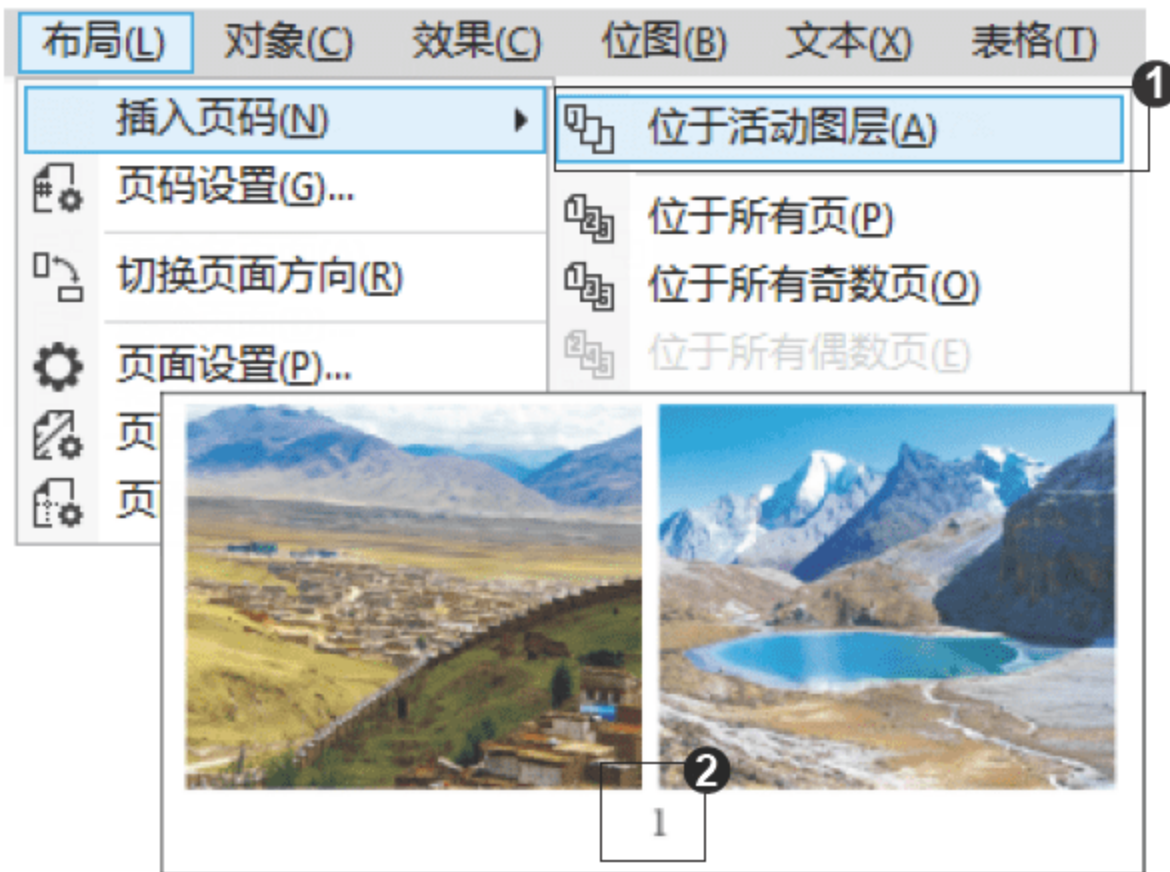 布局(L) 对象(C) 效果(C) 位图(B) 文本(X) 表格(T)
1
插入页码(N)
位于活动图层(A)
页码设置(G)...
位于所有页(P)
切换页面方向(R)
位于所有奇数页(O)
页面设置(P)...
位于所有偶数页(E)
页
页
2
1